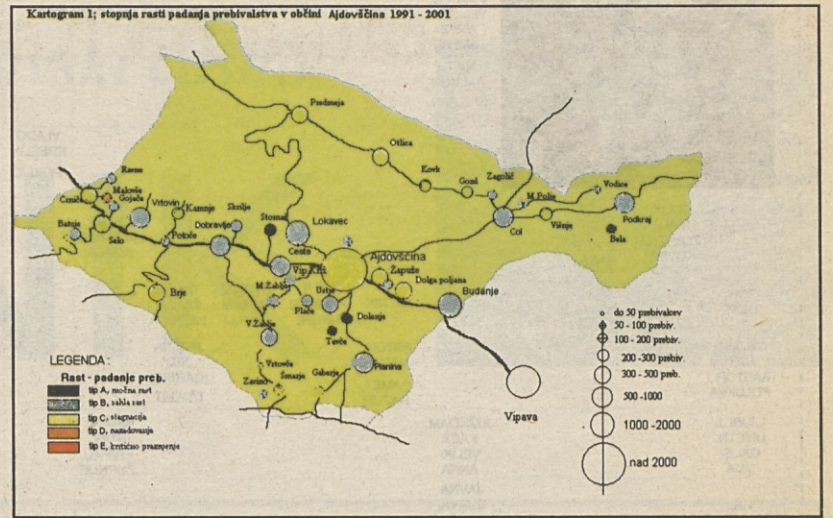 Kartogram 1; stopnja rasti padanja prebivalstva v občini Ajdovščina 1991 - 2001
Predmeja
Otlica
Kovk
Gozd
Zagolič
M.Polje
Vodice
Podkraj
Col
Višnje
Bela
Ravne
Malovše
Gojače
Črniče
Vrtovin
Kamnje
Skrilje
Batuje
Selo
Potoče
Dobravlje
Stomaž
Lokavec
Cesta
Vip.Križ
Ajdovščina
Zapuže
Dolga poljana
Budanje
Brje
M.Žablje
Ustje
Plače
Dolenje
V.Žablje
Tevče
Planina
Vrtovče
Šmarje
Gaberje
Zavino
Vipava
LEGENDA:
Rast - padanje preb.
tip A, močna rast
tip B, šibka rast
tip C, stagnacija
tip D, nazadovanje
tip E, kritično praznjenje
do 50 prebivalcev
50 - 100 prebiv.
100 - 200 prebiv.
200 - 300 prebiv.
300 - 500 preb.
500 -1000
1000 -2000
nad 2000